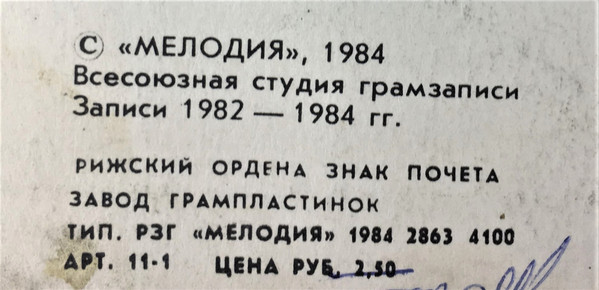 © «МЕЛОДИЯ», 1984
Всесоюзная студия грамзаписи
Записи 1982 — 1984 гг.
РИЖСКИЙ ОРДЕНА ЗНАК ПОЧЕТА
ЗАВОД ГРАМПЛАСТИНОК
ТИП. РЗГ «МЕЛОДИЯ» 1984 2863 4100
АРТ. 11-1 ЦЕНА РУБ. 2,50